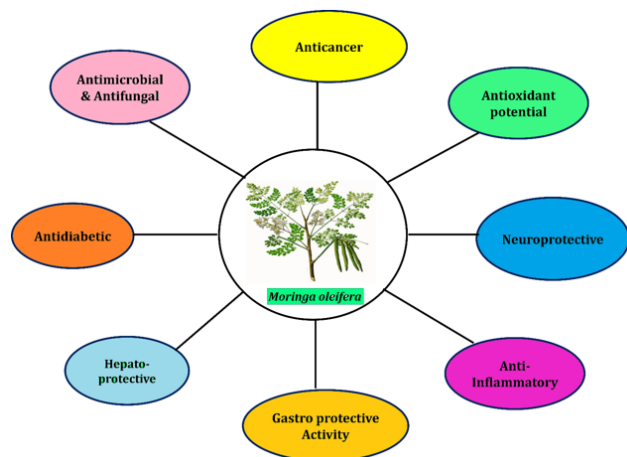 Anticancer
Antimicrobial
& Antifungal
Antioxidant
potential
Antidiabetic
Neuroprotective
Moringa oleifera
Hepato-
protective
Anti-
Inflammatory
Gastro protective
Activity